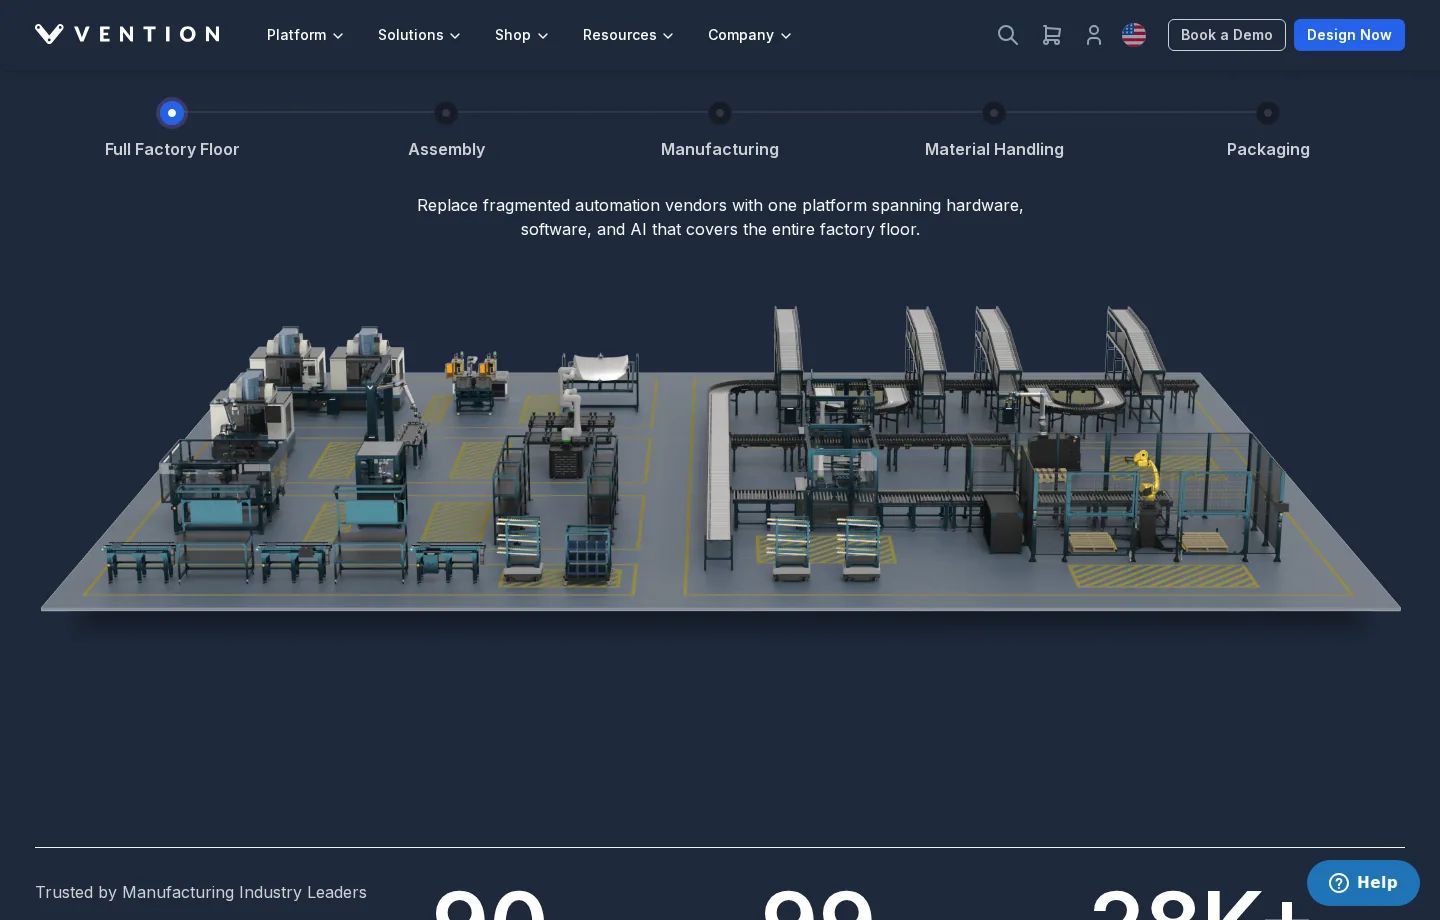 VENTION
Platform
Solutions
Shop
Resources
Company
Book a Demo
Design Now
Full Factory Floor
Assembly
Manufacturing
Material Handling
Packaging
Replace fragmented automation vendors with one platform spanning hardware,
software, and AI that covers the entire factory floor.
Trusted by Manufacturing Industry Leaders
28K+
Help